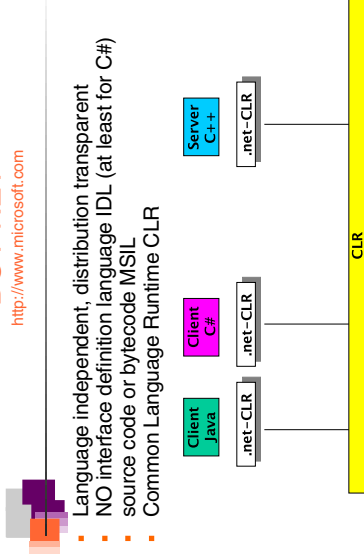 http://www.microsoft.com
Language independent, distribution transparent
NO interface definition language IDL (at least for C#)
source code or bytecode MSIL
Common Language Runtime CLR
Client
Java
Client
C#
Server
C++
.net-CLR
.net-CLR
.net-CLR
CLR